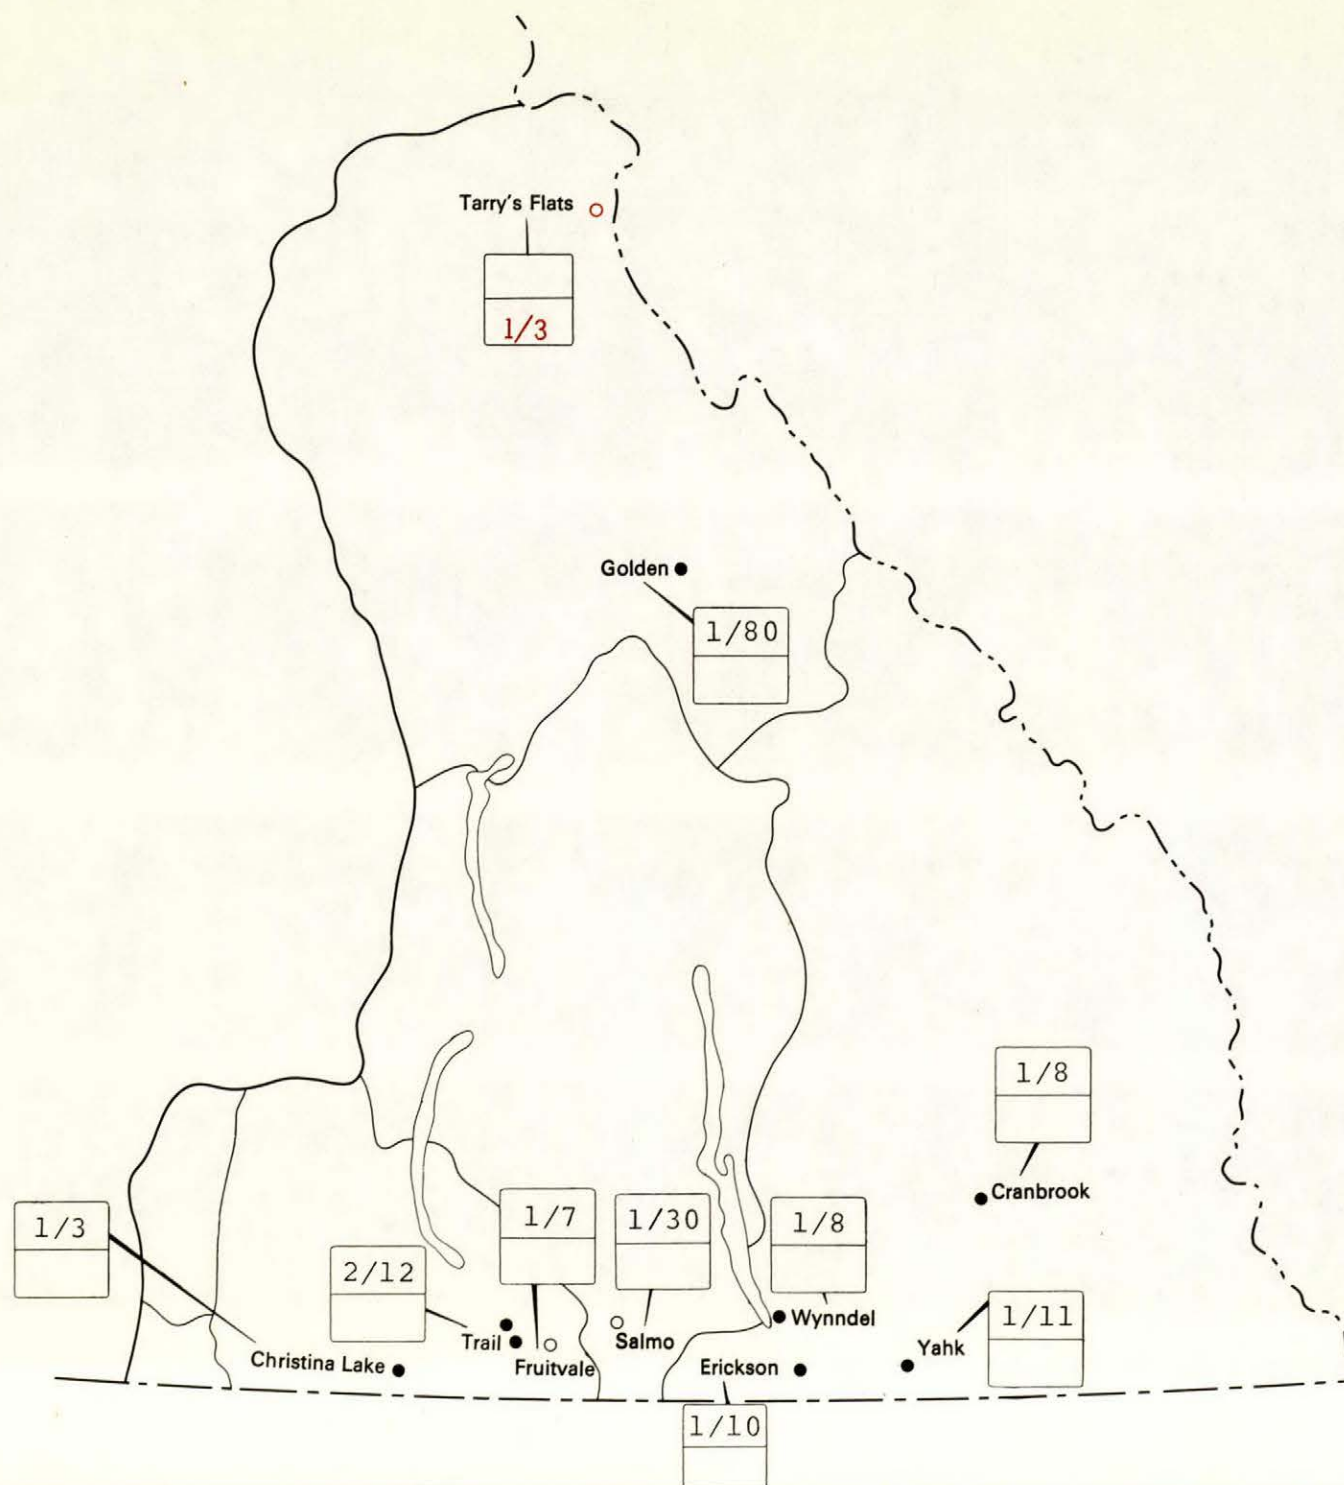 Tarry's Flats
1/3
Golden
1/80
1/8
Cranbrook
1/3
2/12
1/7
1/30
1/8
1/11
Trail
Fruitvale
Salmo
Wynndel
Yahk
Christina Lake
Erickson
1/10